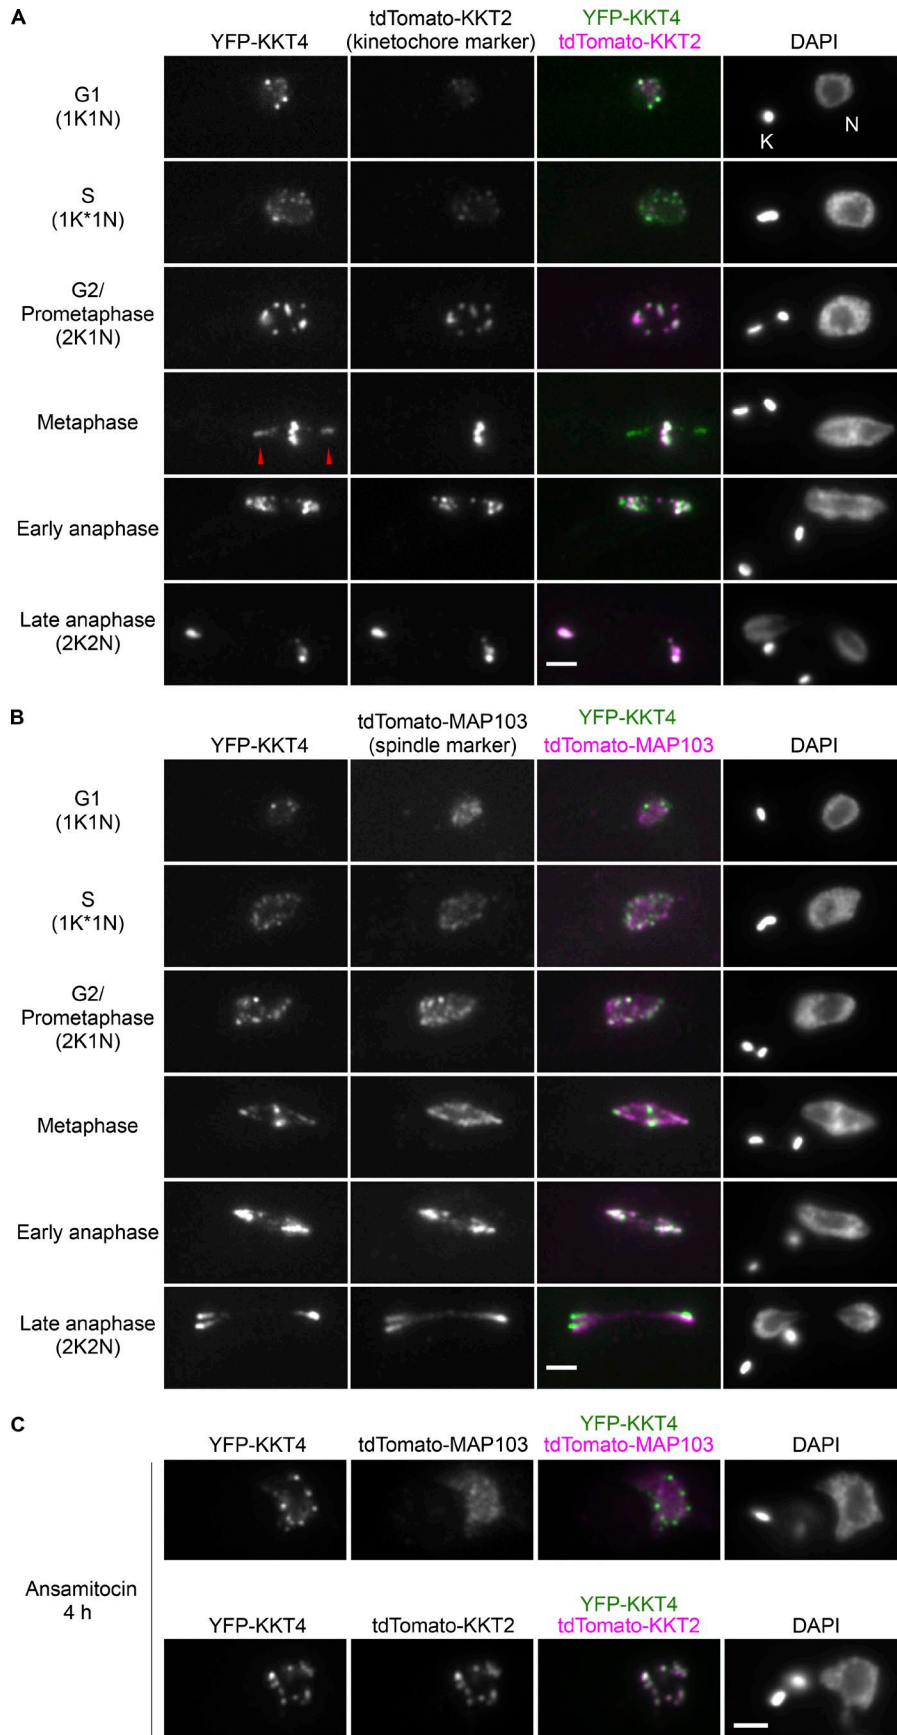 A
YFP-KKT4
tdTomato-KKT2
(kinetochore marker)
YFP-KKT4
tdTomato-KKT2
DAPI
G1
(1K1N)
K
N
S
(1K*1N)
G2/
Prometaphase
(2K1N)
Metaphase
Early anaphase
Late anaphase
(2K2N)
B
YFP-KKT4
tdTomato-MAP103
(spindle marker)
YFP-KKT4
tdTomato-MAP103
DAPI
G1
(1K1N)
S
(1K*1N)
G2/
Prometaphase
(2K1N)
Metaphase
Early anaphase
Late anaphase
(2K2N)
C
YFP-KKT4
tdTomato-MAP103
YFP-KKT4
tdTomato-MAP103
DAPI
Ansamitocin
4 h
YFP-KKT4
tdTomato-KKT2
YFP-KKT4
tdTomato-KKT2
DAPI